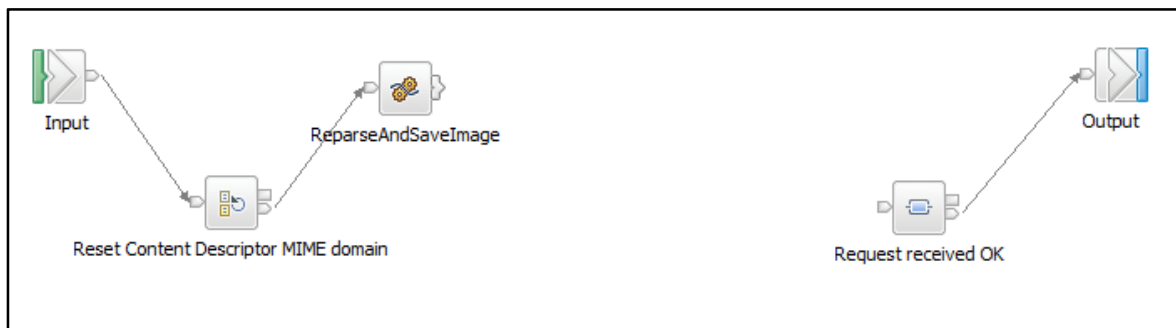 Input
ReparseAndSaveImage
Output
Reset Content Descriptor MIME domain
Request received OK